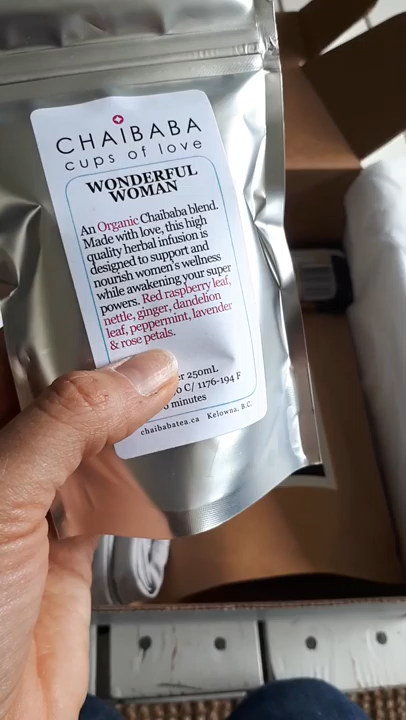 CHAIBABA
cups of love
WONDERFUL
WOMAN
An Organic Chaibaba blend.
Made with love, this high
quality herbal infusion is
designed to support and
nourish women's wellness
while awakening your super
powers. Red raspberry leaf,
nettle, ginger, dandelion
leaf, peppermint, lavender
& rose petals.
250mL
C/ 1176-194 F
minutes
chaibabatea.ca Kelowna, B.C.